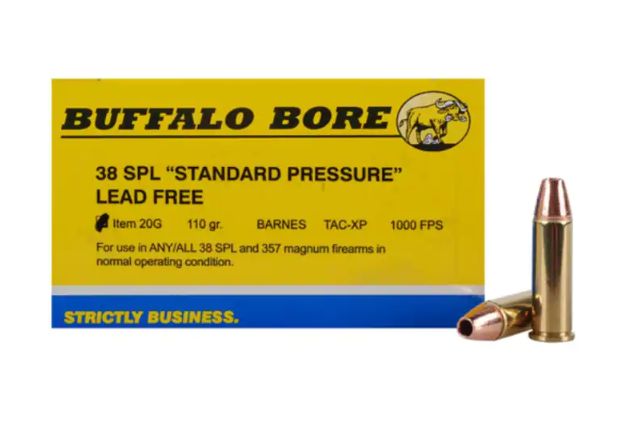 BUFFALO BORE
38 SPL “STANDARD PRESSURE”
LEAD FREE
Item 20G 110 gr. BARNES TAC-XP 1000 FPS
For use in ANY/ALL 38 SPL and 357 magnum firearms in
normal operating condition.
STRICTLY BUSINESS.